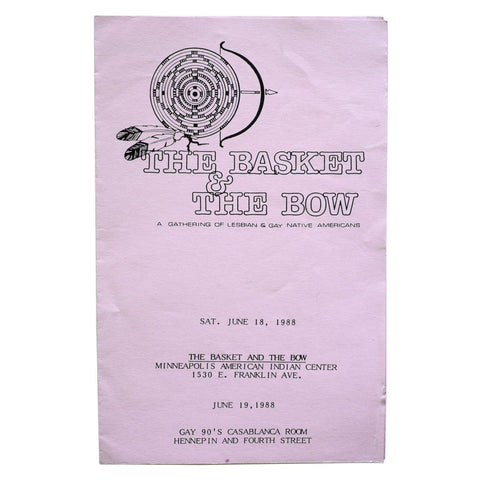 THE BASKET
&
THE BOW
A GATHERING OF LESBIAN & GAY NATIVE AMERICANS
SAT. JUNE 18, 1988
THE BASKET AND THE BOW
MINNEAPOLIS AMERICAN INDIAN CENTER
1530 E. FRANKLIN AVE.
JUNE 19,1988
GAY 90'S CASABLANCA ROOM
HENNEPIN AND FOURTH STREET